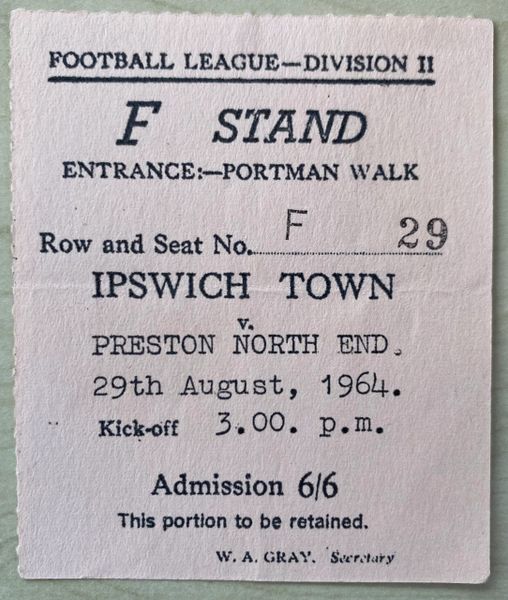 FOOTBALL LEAGUE—DIVISION II
F STAND
ENTRANCE:—PORTMAN WALK
Row and Seat No. F 29
IPSWICH TOWN
v.
PRESTON NORTH END.
29th August, 1964.
Kick-off 3.00. p.m.
Admission 6/6
This portion to be retained.
W. A. GRAY. Secretary